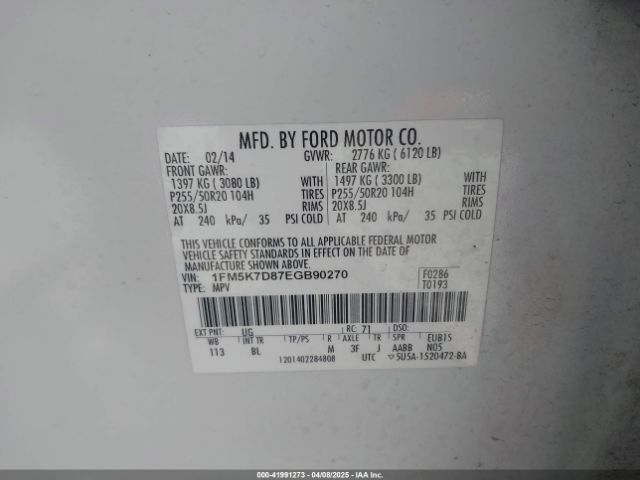 MFD. BY FORD MOTOR CO.
DATE: 02/14 GVWR: 2776 KG ( 6120 LB)
FRONT GAWR: REAR GAWR:
1397 KG ( 3080 LB) WITH 1497 KG ( 3300 LB) WITH
P255/50R20 104H TIRES P255/50R20 104H TIRES
20X8.5J RIMS 20X8.5J RIMS
AT 240 kPa/ 35 PSI COLD AT 240 kPa/ 35 PSI COLD
THIS VEHICLE CONFORMS TO ALL APPLICABLE FEDERAL MOTOR
VEHICLE SAFETY STANDARDS IN EFFECT ON THE DATE OF
MANUFACTURE SHOWN ABOVE.
VIN: 1FM5K7D87EGB90270 F0286
TYPE: MPV T0193
EXT PNT: UG RC: 71 DSO:
WB INT TR TP/PS R AXLE TR SPR EUB15
113 BL M 3F J AABB N05
1201402284808 UTC ▽5U5A-1520472-BA
000-41991273 - 04/08/2025 - IAA Inc.